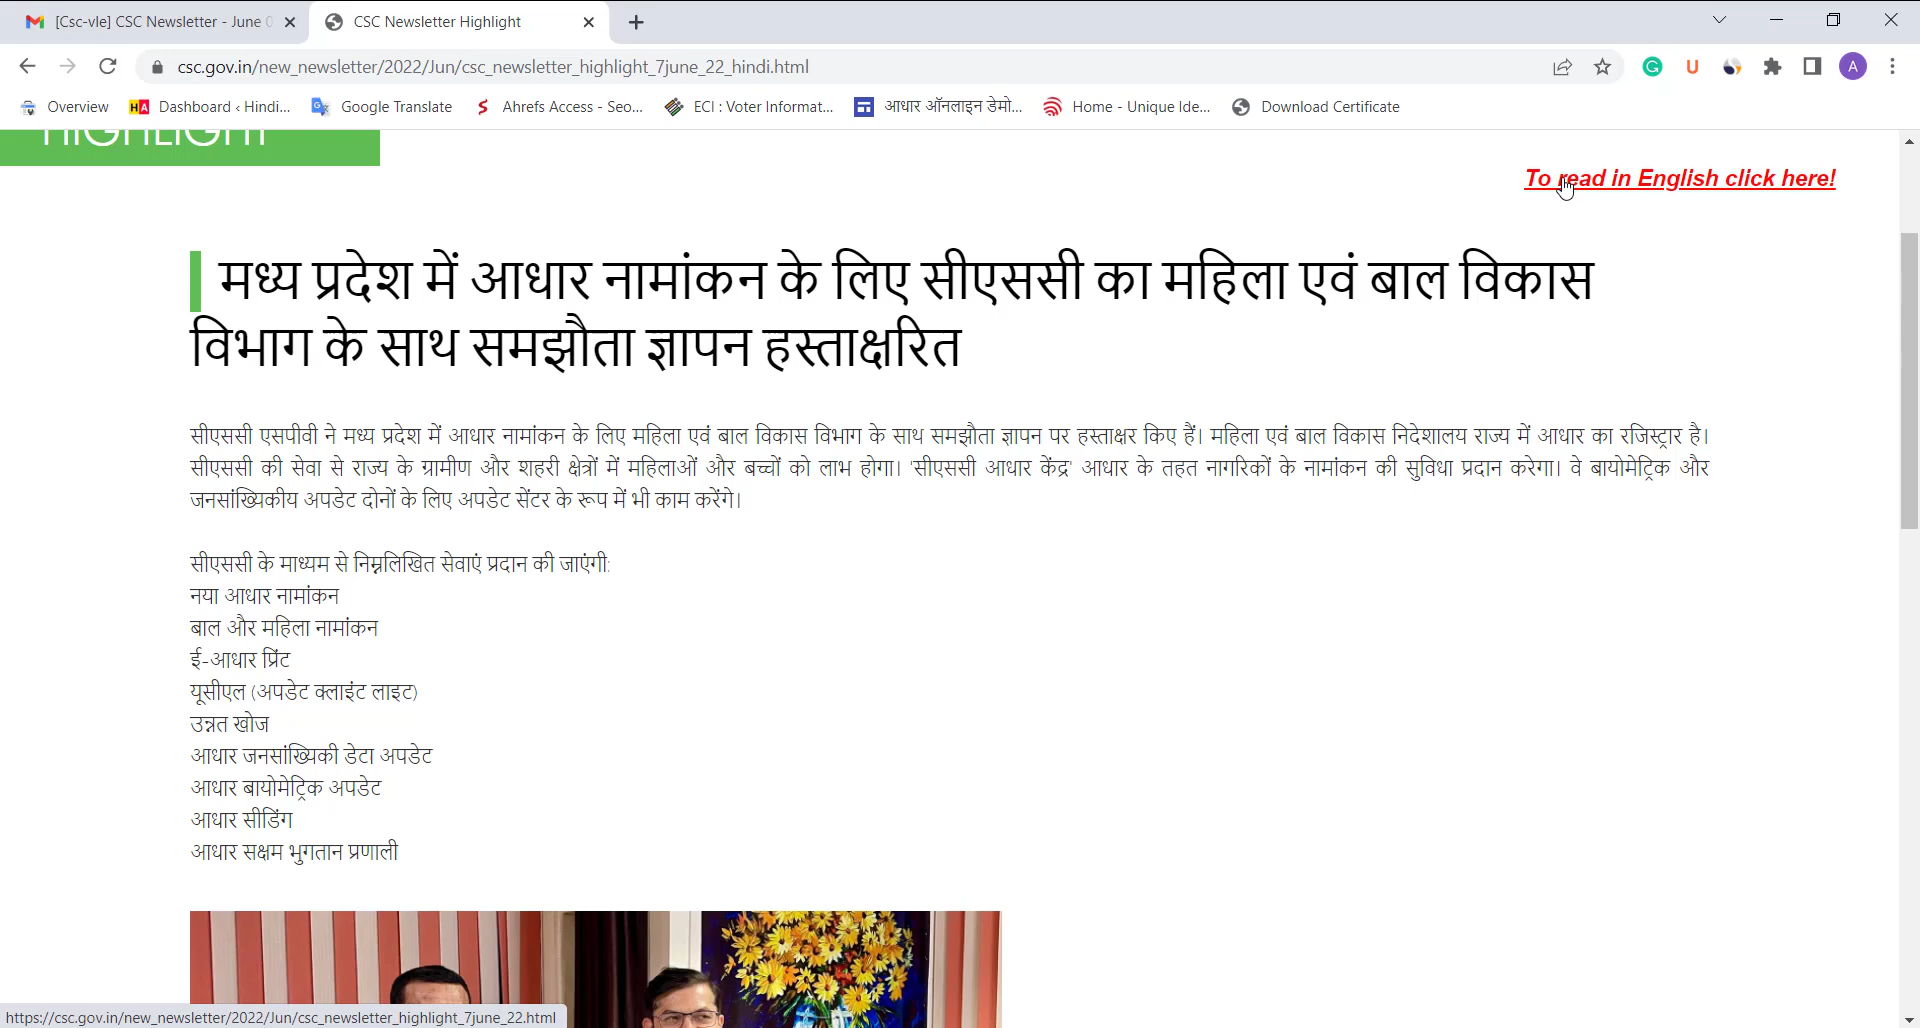 [Csc-vle] CSC Newsletter - June 0
CSC Newsletter Highlight
csc.gov.in/new_newsletter/2022/Jun/csc_newsletter_highlight_7june_22_hindi.html
A
Overview
HA Dashboard ‹ Hindi...
Google Translate
Ahrefs Access - Seo...
ECI : Voter Informat...
आधार ऑनलाइन डेमो...
Home - Unique Ide...
Download Certificate
HIGHLIGHT
To read in English click here!
मध्य प्रदेश में आधार नामांकन के लिए सीएससी का महिला एवं बाल विकास
विभाग के साथ समझौता ज्ञापन हस्ताक्षरित
सीएससी एसपीवी ने मध्य प्रदेश में आधार नामांकन के लिए महिला एवं बाल विकास विभाग के साथ समझौता ज्ञापन पर हस्ताक्षर किए हैं। महिला एवं बाल विकास निदेशालय राज्य में आधार का रजिस्ट्रार है।
सीएससी की सेवा से राज्य के ग्रामीण और शहरी क्षेत्रों में महिलाओं और बच्चों को लाभ होगा। 'सीएससी आधार केंद्र' आधार के तहत नागरिकों के नामांकन की सुविधा प्रदान करेगा। वे बायोमेट्रिक और
जनसांख्यिकीय अपडेट दोनों के लिए अपडेट सेंटर के रूप में भी काम करेंगे।
सीएससी के माध्यम से निम्नलिखित सेवाएं प्रदान की जाएंगी:
नया आधार नामांकन
बाल और महिला नामांकन
ई-आधार प्रिंट
यूसीएल (अपडेट क्लाइंट लाइट)
उन्नत खोज
आधार जनसांख्यिकी डेटा अपडेट
आधार बायोमेट्रिक अपडेट
आधार सीडिंग
आधार सक्षम भुगतान प्रणाली
https://csc.gov.in/new_newsletter/2022/Jun/csc_newsletter_highlight_7june_22.html